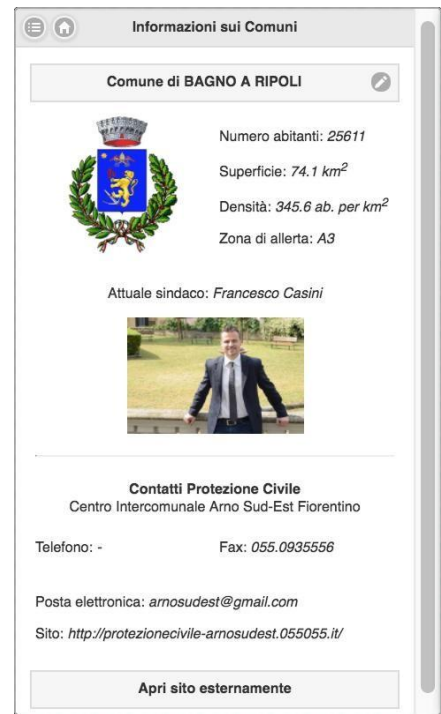 Informazioni sui Comuni
Comune di BAGNO A RIPOLI
Numero abitanti: 25611
Superficie: 74.1 km²
Densità: 345.6 ab. per km²
Zona di allerta: A3
Attuale sindaco: Francesco Casini
Contatti Protezione Civile
Centro Intercomunale Arno Sud-Est Fiorentino
Telefono: - Fax: 055.0935556
Posta elettronica: arnosudest@gmail.com
Sito: http://protezionecivile-arnosudest.055055.it/
Apri sito esternamente